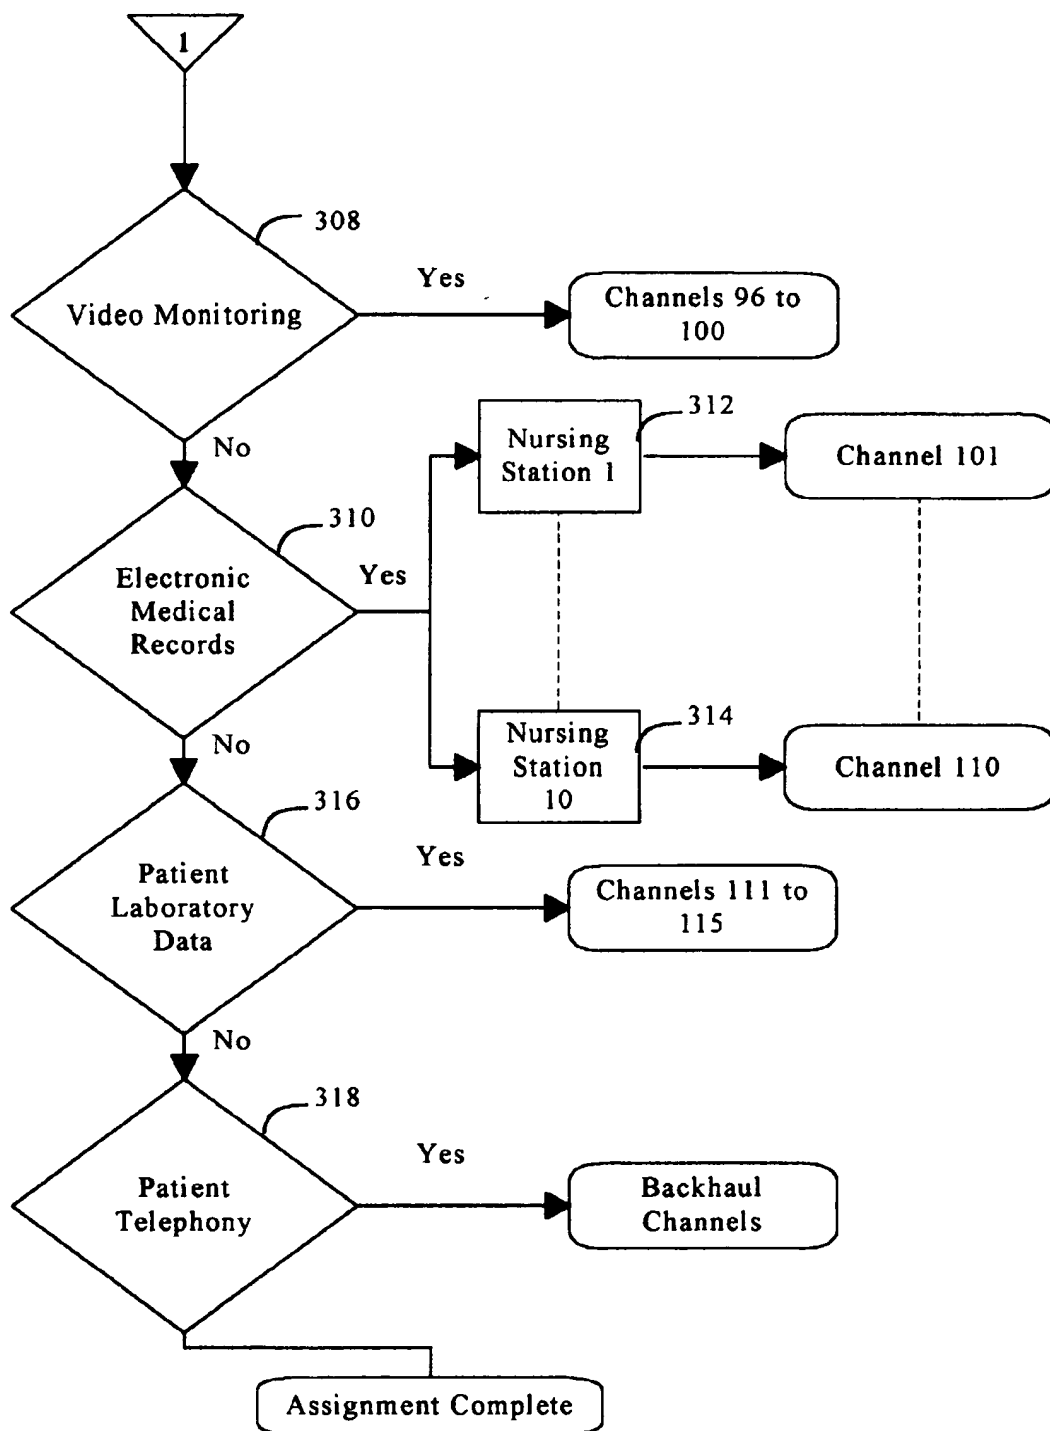 1
308
Yes
Video Monitoring
Channels 96 to
100
No
312
Nursing
Station 1
Channel 101
310
Yes
Electronic
Medical
Records
314
Nursing
Station
10
Channel 110
No
316
Yes
Patient
Laboratory
Data
Channels 111 to
115
No
318
Yes
Patient
Telephony
Backhaul
Channels
Assignment Complete